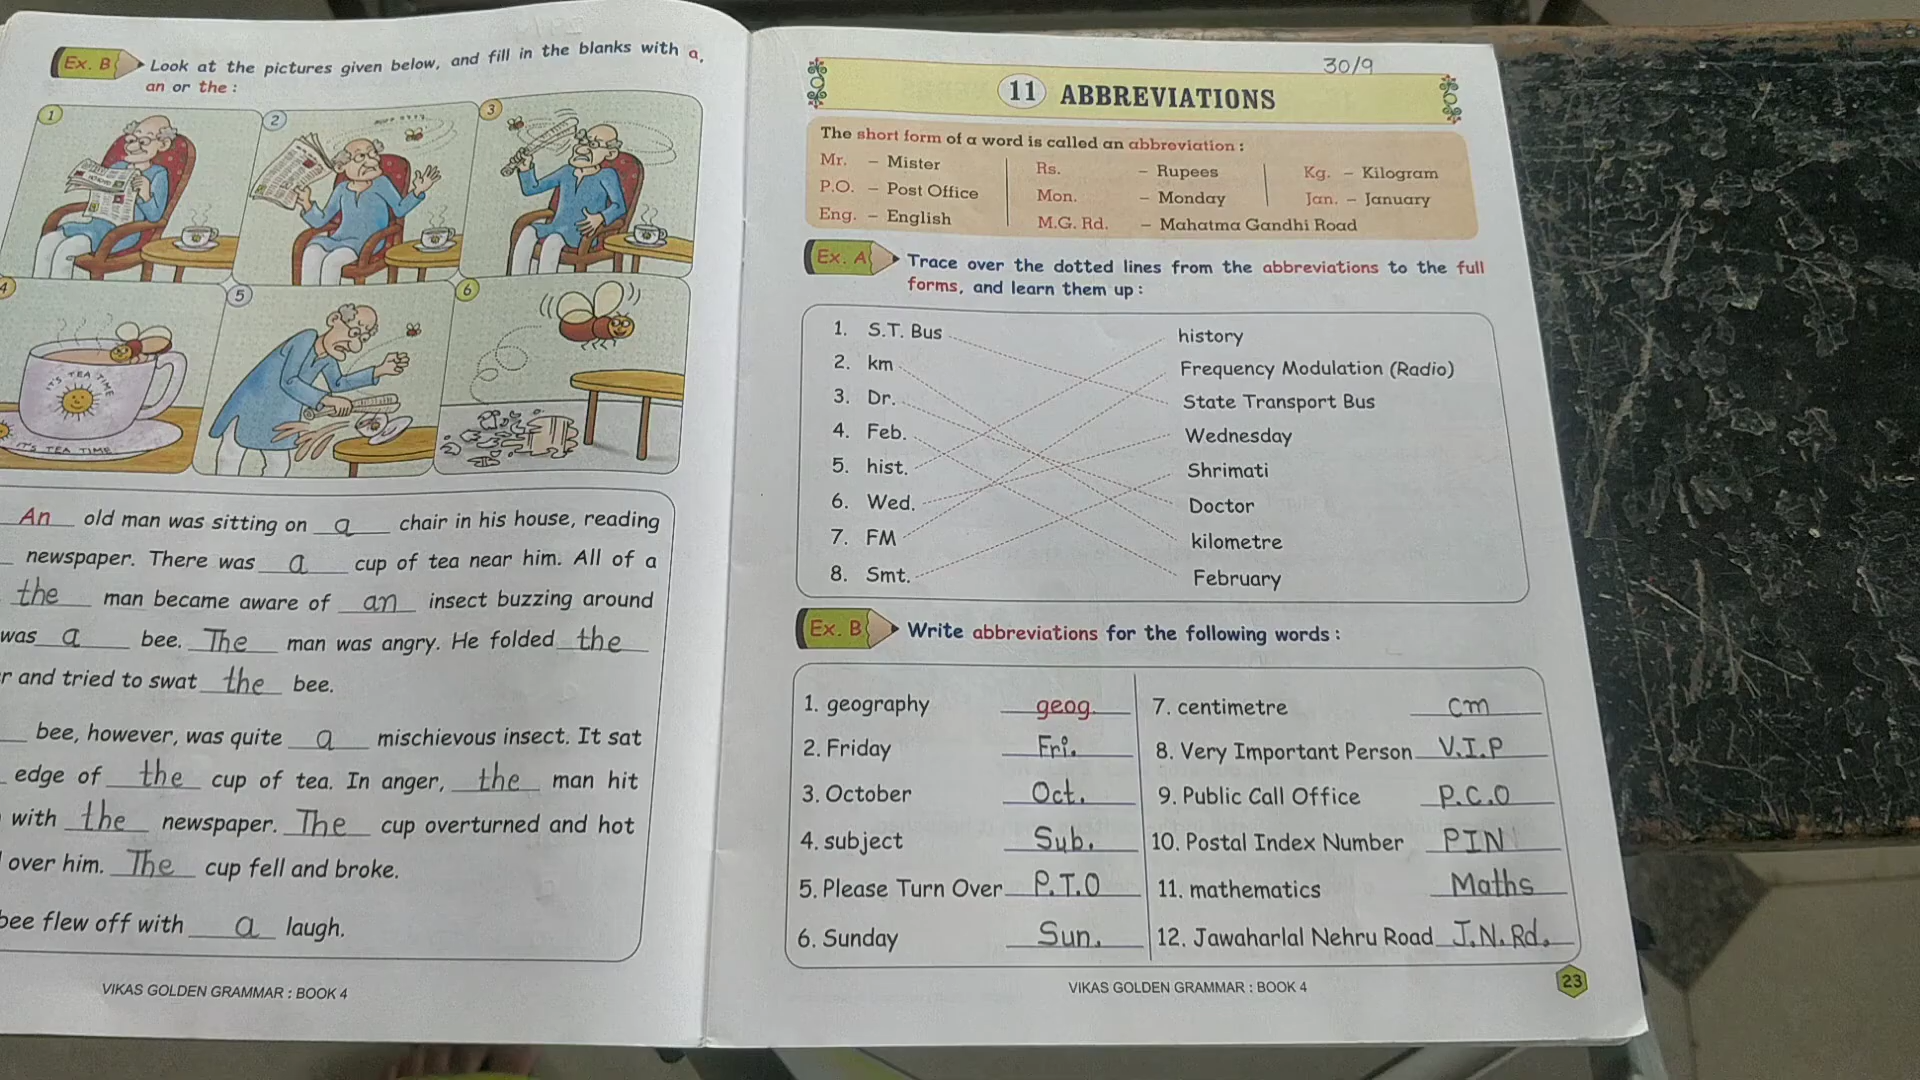 Ex. B Look at the pictures given below, and fill in the blanks with a,
an or the :
1
2
3
4
5
6
IT'S TEA TIME
IT'S TEA TIME
An old man was sitting on a chair in his house, reading
newspaper. There was a cup of tea near him. All of a
the man became aware of an insect buzzing around
was a bee. The man was angry. He folded the
r and tried to swat the bee.
bee, however, was quite a mischievous insect. It sat
edge of the cup of tea. In anger, the man hit
with the newspaper. The cup overturned and hot
over him. The cup fell and broke.
bee flew off with a laugh.
VIKAS GOLDEN GRAMMAR : BOOK 4
30/9
11 ABBREVIATIONS
The short form of a word is called an abbreviation :
Mr. – Mister Rs. – Rupees Kg. – Kilogram
P.O. – Post Office Mon. – Monday Jan. – January
Eng. – English M.G. Rd. – Mahatma Gandhi Road
Ex. A Trace over the dotted lines from the abbreviations to the full
forms, and learn them up :
1. S.T. Bus history
2. km Frequency Modulation (Radio)
3. Dr. State Transport Bus
4. Feb. Wednesday
5. hist. Shrimati
6. Wed. Doctor
7. FM kilometre
8. Smt. February
Ex. B Write abbreviations for the following words :
1. geography geog. 7. centimetre cm
2. Friday Fri. 8. Very Important Person V.I.P
3. October Oct. 9. Public Call Office P.C.O
4. subject Sub. 10. Postal Index Number PIN
5. Please Turn Over P.T.O 11. mathematics Maths
6. Sunday Sun. 12. Jawaharlal Nehru Road J.N.Rd.
VIKAS GOLDEN GRAMMAR : BOOK 4
23